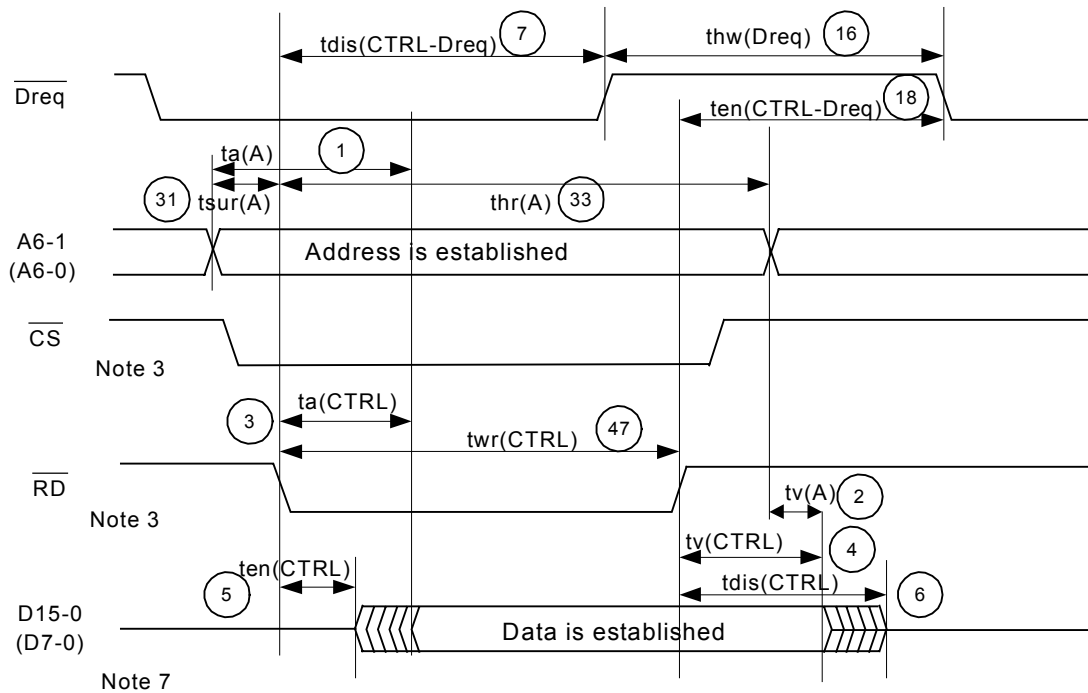 tdis(CTRL-Dreq) 7 thw(Dreq) 16
Dreq
ten(CTRL-Dreq) 18
ta(A) 1
31 tsur(A) thr(A) 33
A6-1
(A6-0)
Address is established
CS
Note 3
3 ta(CTRL)
twr(CTRL) 47
RD
Note 3
tv(A) 2
tv(CTRL) 4
5 ten(CTRL)
tdis(CTRL) 6
D15-0
(D7-0)
Data is established
Note 7